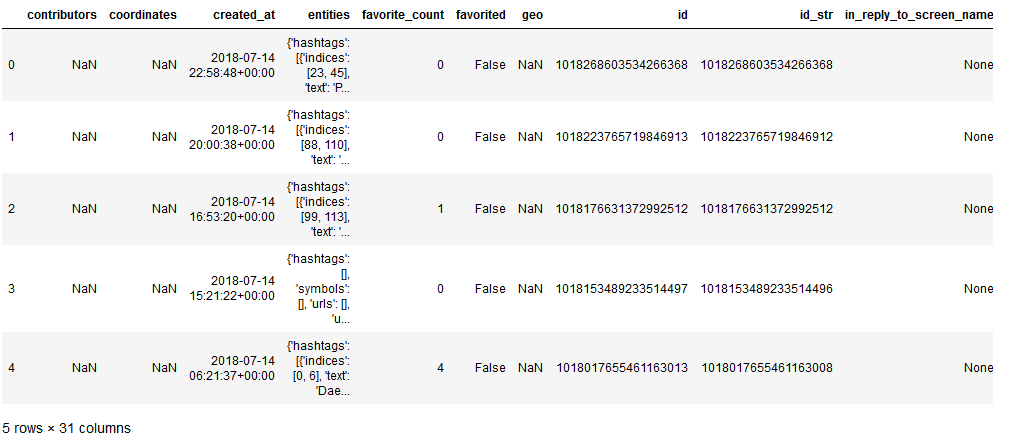 contributors coordinates created_at entities favorite_count favorited geo id id_str in_reply_to_screen_name
0 NaN NaN 2018-07-14 22:58:48+00:00 {'hashtags': [{'indices': [23, 45], 'text': 'P... 0 False NaN 1018268603534266368 1018268603534266368 None
1 NaN NaN 2018-07-14 20:00:38+00:00 {'hashtags': [{'indices': [88, 110], 'text': '... 0 False NaN 1018223765719846913 1018223765719846912 None
2 NaN NaN 2018-07-14 16:53:20+00:00 {'hashtags': [{'indices': [99, 113], 'text': '... 1 False NaN 1018176631372992512 1018176631372992512 None
3 NaN NaN 2018-07-14 15:21:22+00:00 {'hashtags': [], 'symbols': [], 'urls': [], 'u... 0 False NaN 1018153489233514497 1018153489233514496 None
4 NaN NaN 2018-07-14 06:21:37+00:00 {'hashtags': [{'indices': [0, 6], 'text': 'Dae... 4 False NaN 1018017655461163013 1018017655461163008 None
5 rows × 31 columns